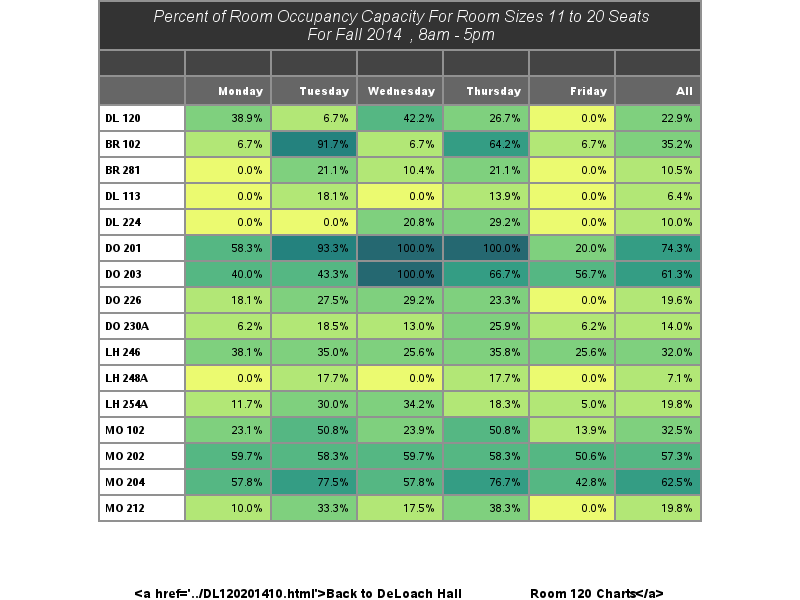 Percent of Room Occupancy Capacity For Room Sizes 11 to 20 Seats
For Fall 2014 , 8am - 5pm
Monday Tuesday Wednesday Thursday Friday All
DL 120 38.9% 6.7% 42.2% 26.7% 0.0% 22.9%
BR 102 6.7% 91.7% 6.7% 64.2% 6.7% 35.2%
BR 281 0.0% 21.1% 10.4% 21.1% 0.0% 10.5%
DL 113 0.0% 18.1% 0.0% 13.9% 0.0% 6.4%
DL 224 0.0% 0.0% 20.8% 29.2% 0.0% 10.0%
DO 201 58.3% 93.3% 100.0% 100.0% 20.0% 74.3%
DO 203 40.0% 43.3% 100.0% 66.7% 56.7% 61.3%
DO 226 18.1% 27.5% 29.2% 23.3% 0.0% 19.6%
DO 230A 6.2% 18.5% 13.0% 25.9% 6.2% 14.0%
LH 246 38.1% 35.0% 25.6% 35.8% 25.6% 32.0%
LH 248A 0.0% 17.7% 0.0% 17.7% 0.0% 7.1%
LH 254A 11.7% 30.0% 34.2% 18.3% 5.0% 19.8%
MO 102 23.1% 50.8% 23.9% 50.8% 13.9% 32.5%
MO 202 59.7% 58.3% 59.7% 58.3% 50.6% 57.3%
MO 204 57.8% 77.5% 57.8% 76.7% 42.8% 62.5%
MO 212 10.0% 33.3% 17.5% 38.3% 0.0% 19.8%
<a href='../DL120201410.html'>Back to DeLoach Hall Room 120 Charts</a>